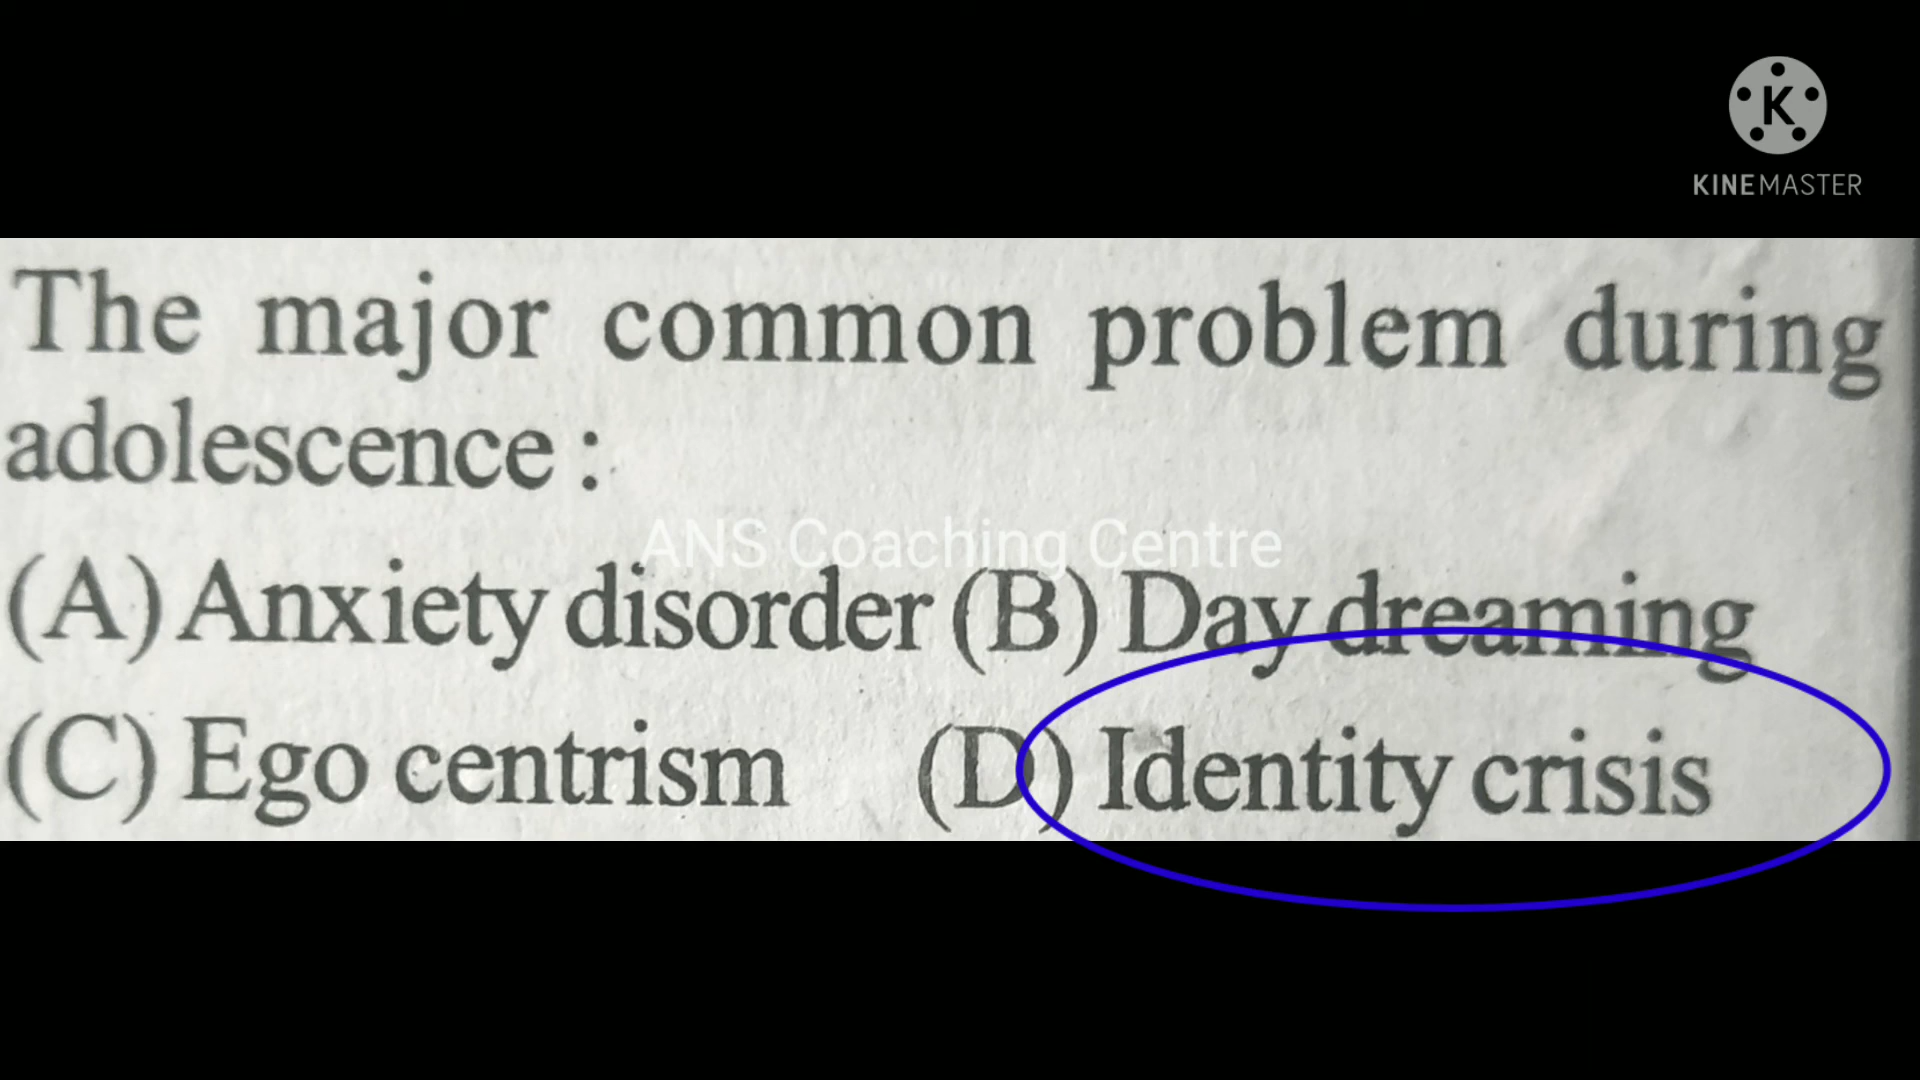 K
KINEMASTER
The major common problem during
adolescence :
ANS Coaching Centre
(A) Anxiety disorder (B) Day dreaming
(C) Ego centrism (D) Identity crisis